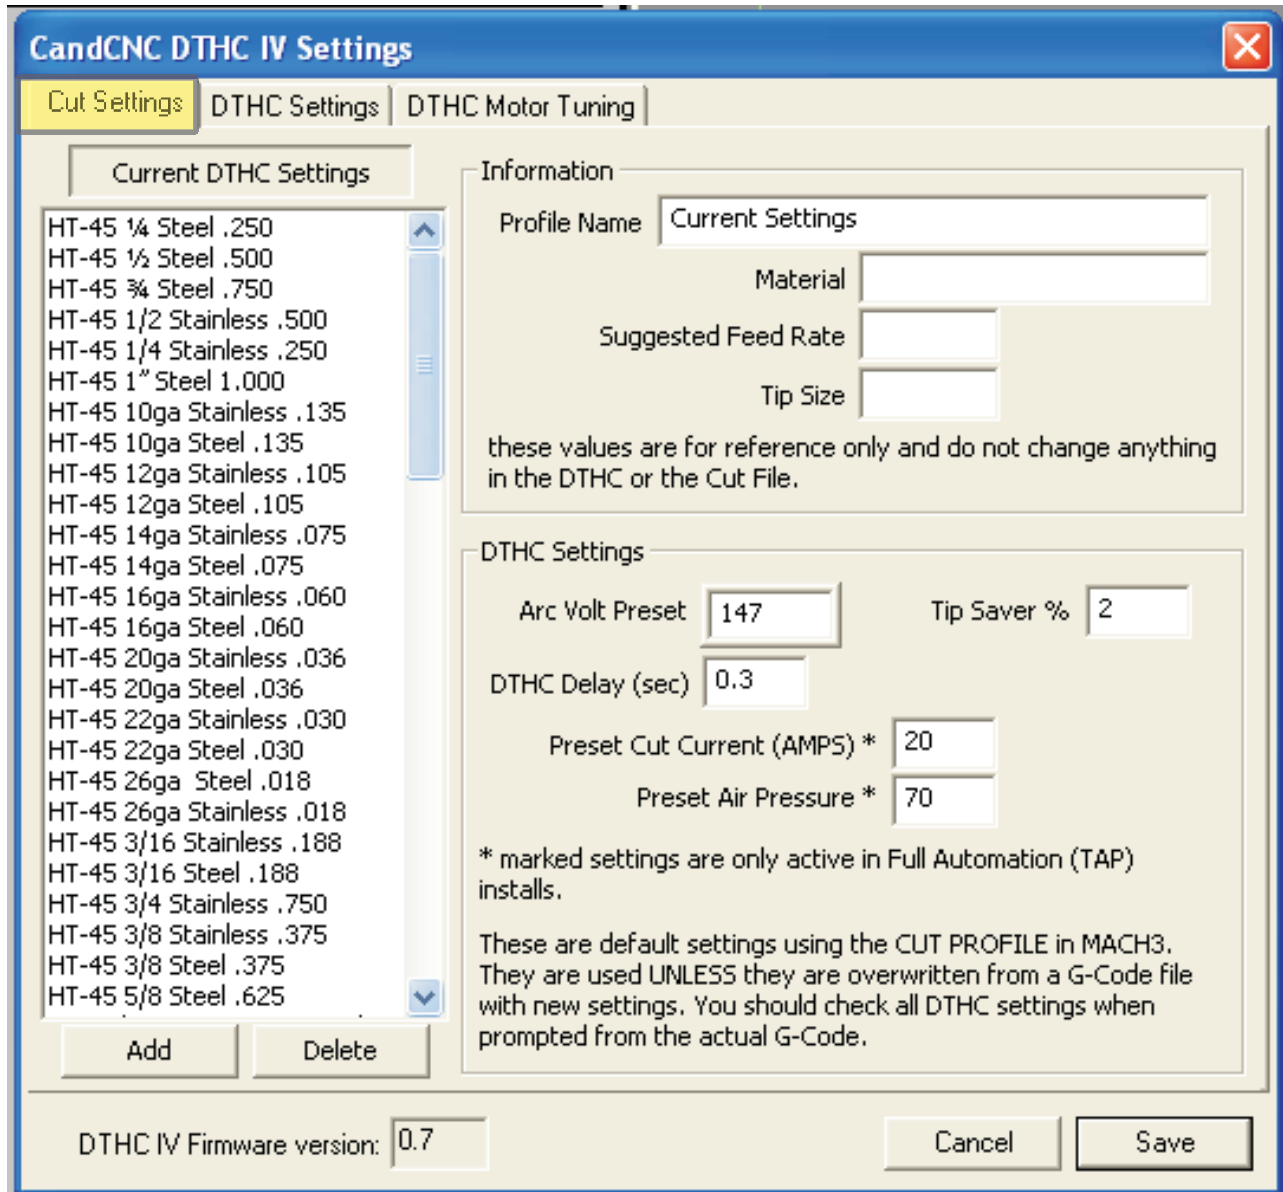 CandCNC DTHC IV Settings
Cut Settings DTHC Settings DTHC Motor Tuning
Current DTHC Settings
HT-45 ¼ Steel .250
HT-45 ½ Steel .500
HT-45 ¾ Steel .750
HT-45 1/2 Stainless .500
HT-45 1/4 Stainless .250
HT-45 1” Steel 1.000
HT-45 10ga Stainless .135
HT-45 10ga Steel .135
HT-45 12ga Stainless .105
HT-45 12ga Steel .105
HT-45 14ga Stainless .075
HT-45 14ga Steel .075
HT-45 16ga Stainless .060
HT-45 16ga Steel .060
HT-45 20ga Stainless .036
HT-45 20ga Steel .036
HT-45 22ga Stainless .030
HT-45 22ga Steel .030
HT-45 26ga  Steel .018
HT-45 26ga Stainless .018
HT-45 3/16 Stainless .188
HT-45 3/16 Steel .188
HT-45 3/4 Stainless .750
HT-45 3/8 Stainless .375
HT-45 3/8 Steel .375
HT-45 5/8 Steel .625
Add Delete
Information
Profile Name Current Settings
Material
Suggested Feed Rate
Tip Size
these values are for reference only and do not change anything
in the DTHC or the Cut File.
DTHC Settings
Arc Volt Preset 147 Tip Saver % 2
DTHC Delay (sec) 0.3
Preset Cut Current (AMPS) * 20
Preset Air Pressure * 70
* marked settings are only active in Full Automation (TAP)
installs.
These are default settings using the CUT PROFILE in MACH3.
They are used UNLESS they are overwritten from a G-Code file
with new settings. You should check all DTHC settings when
prompted from the actual G-Code.
DTHC IV Firmware version: 0.7
Cancel Save